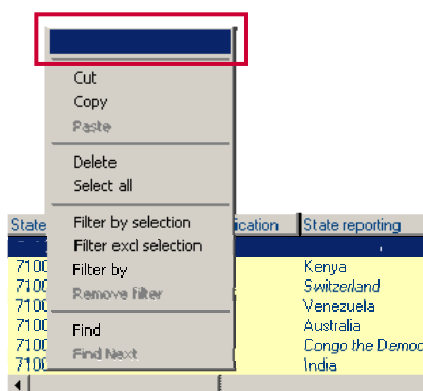 Cut
Copy
Paste
Delete
Select all
State ication State reporting
Filter by selection
Filter excl selection
7100 Kenya
Filter by
7100 Switzerland
Remove filter
7100 Venezuela
7100 Australia
Find
7100 Congo the Democ
Find Next
7100 India